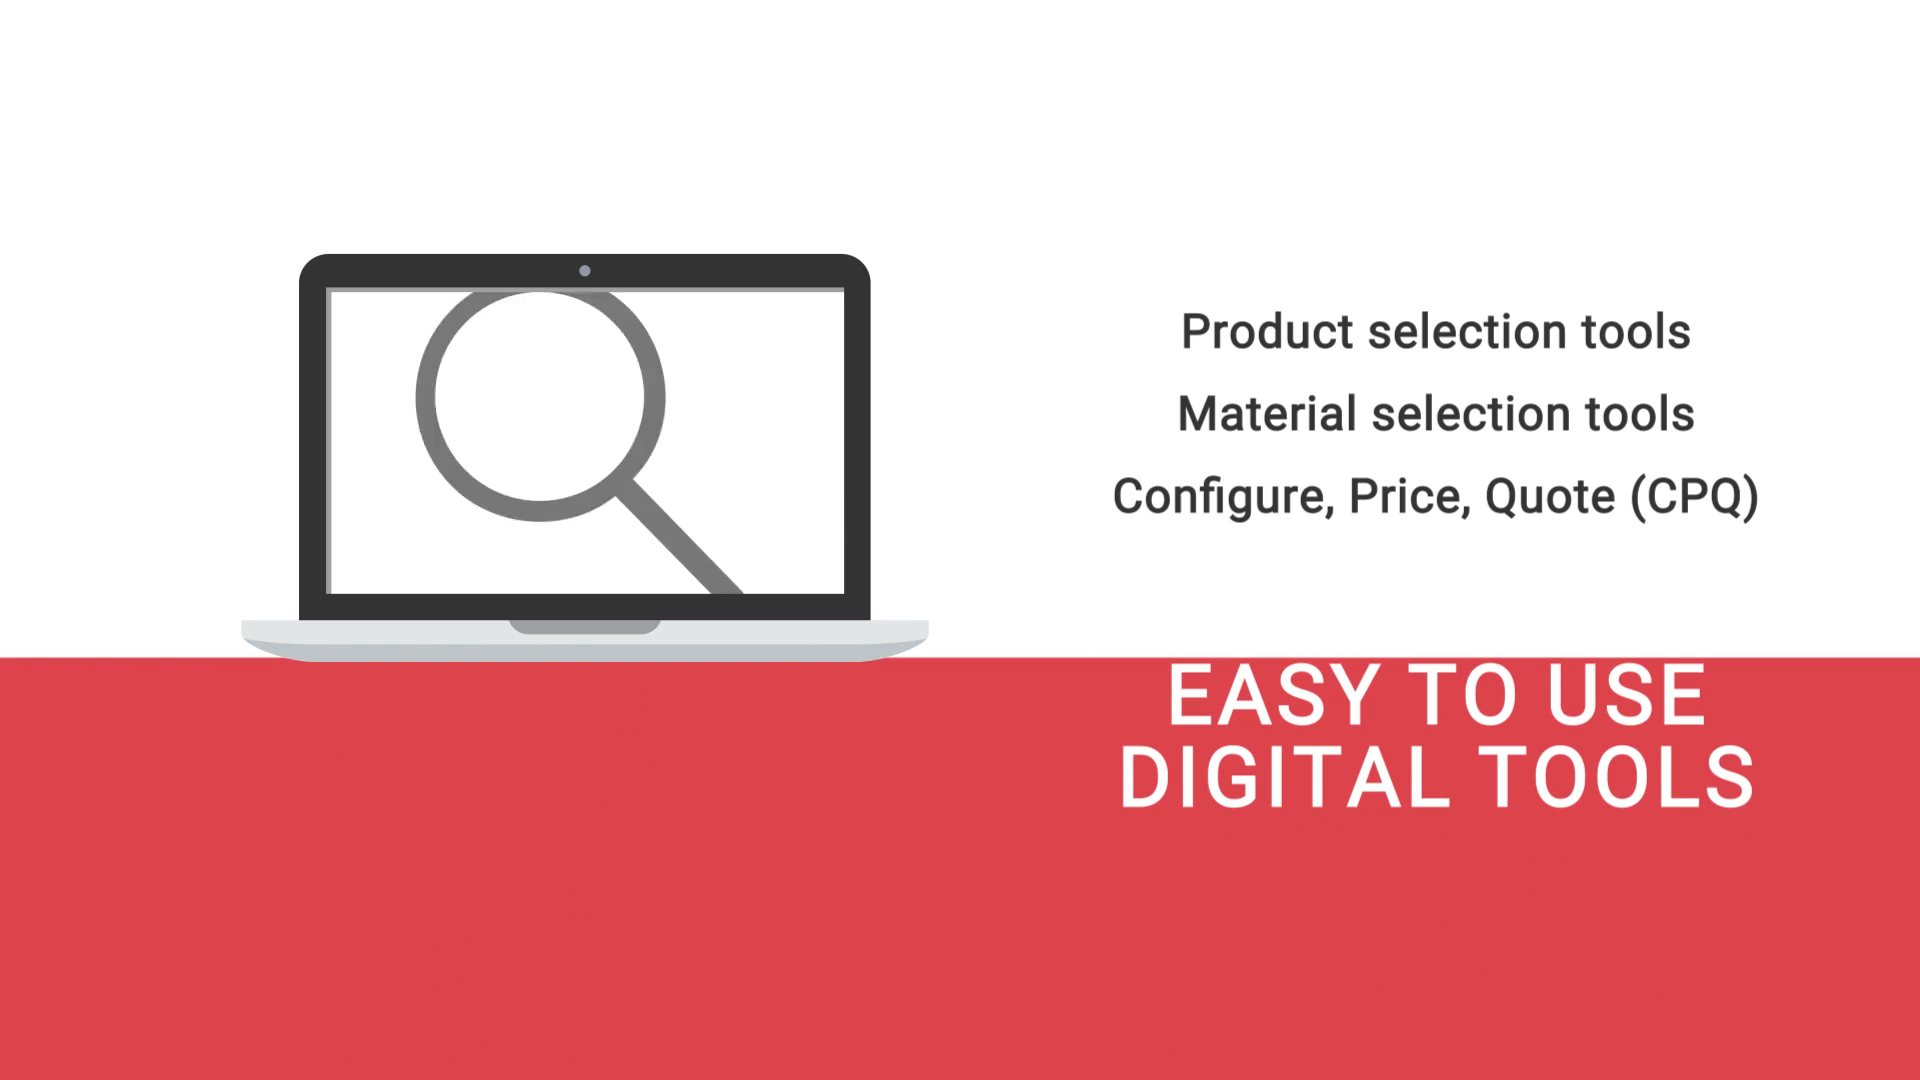 Product selection tools
Material selection tools
Configure, Price, Quote (CPQ)
EASY TO USE
DIGITAL TOOLS